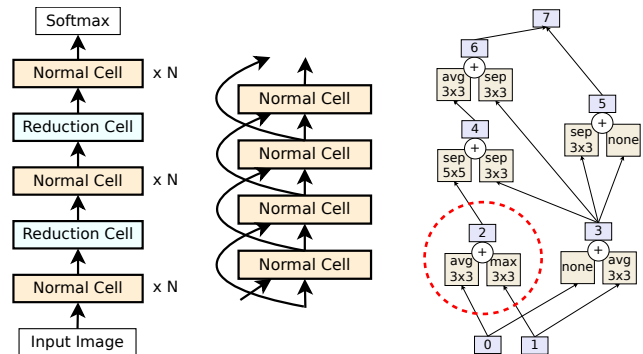 Softmax
Normal Cell x N
Reduction Cell
Normal Cell x N
Reduction Cell
Normal Cell x N
Input Image
Normal Cell
Normal Cell
Normal Cell
Normal Cell
7
6
+
avg 3x3
sep 3x3
5
+
sep 3x3
none
4
+
sep 5x5
sep 3x3
2
+
avg 3x3
max 3x3
3
+
none
avg 3x3
0
1